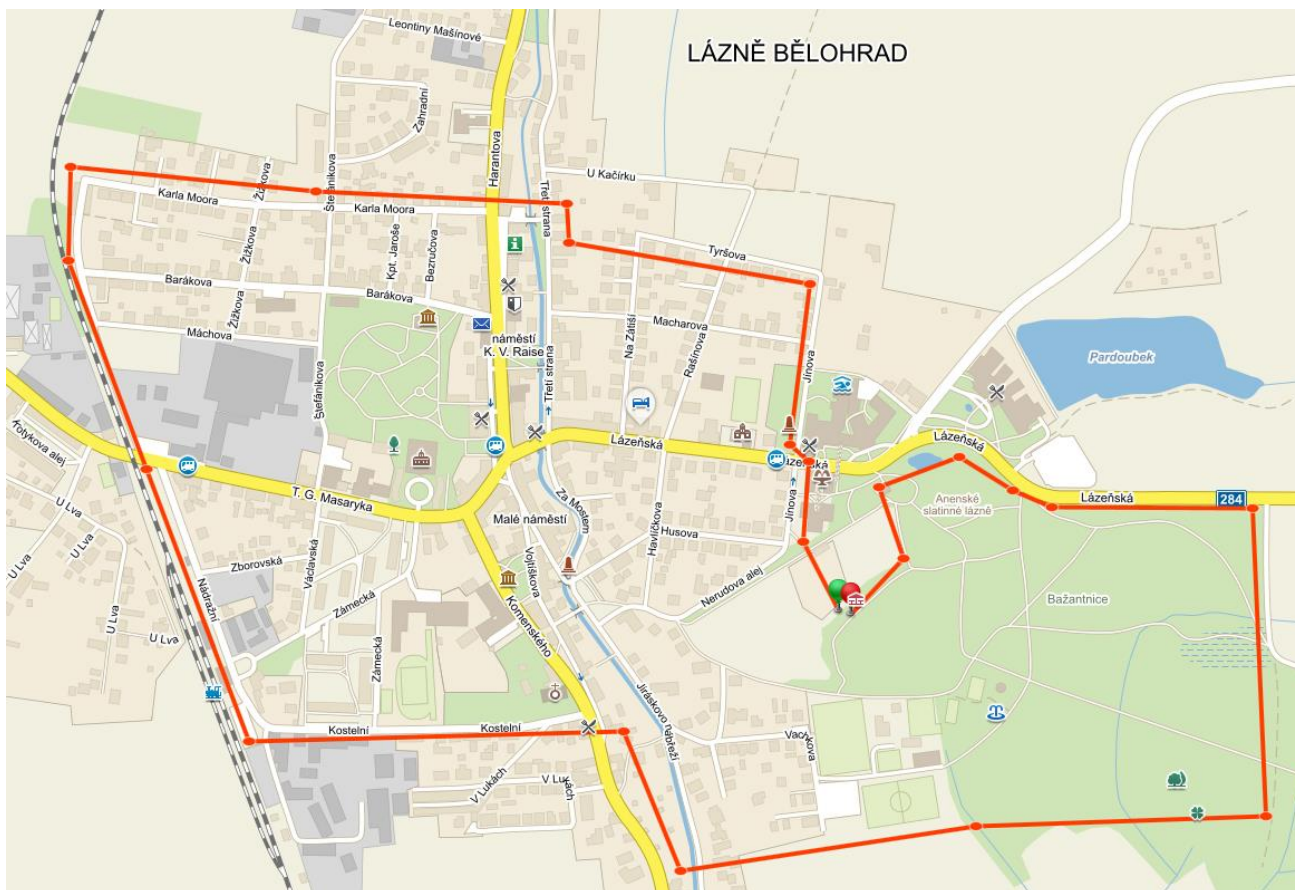 LÁZNĚ BĚLOHRAD
Leontiny Mašínové
Zahradní
Harantova
Štefánikova
Žižkova
Karla Moora
Karla Moora
Třetí strana
U Kačírku
Kpt. Jaroše
Bezručova
Žižkova
Tyršova
Barákova
Barákova
Máchova
Žižkova
náměstí
K. V. Raise
Macharova
Na Zátiší
Rašínova
Jínova
Pardoubek
Třetí strana
Štefánikova
Lázeňská
Lázeňská
Lázeňská
Lázeňská
284
T. G. Masaryka
Malé náměstí
Za Mostem
Husova
Havlíčkova
Jínova
Anenské
slatinné lázně
Bažantnice
U Lva
U Lva
U Lva
U Lva
U Lva
Nádražní
Zborovská
Václavská
Zámecká
Zámecká
Vojtíškova
Komenského
Nerudova alej
Jiráskovo nábřeží
Kostelní
Kostelní
V Lukách